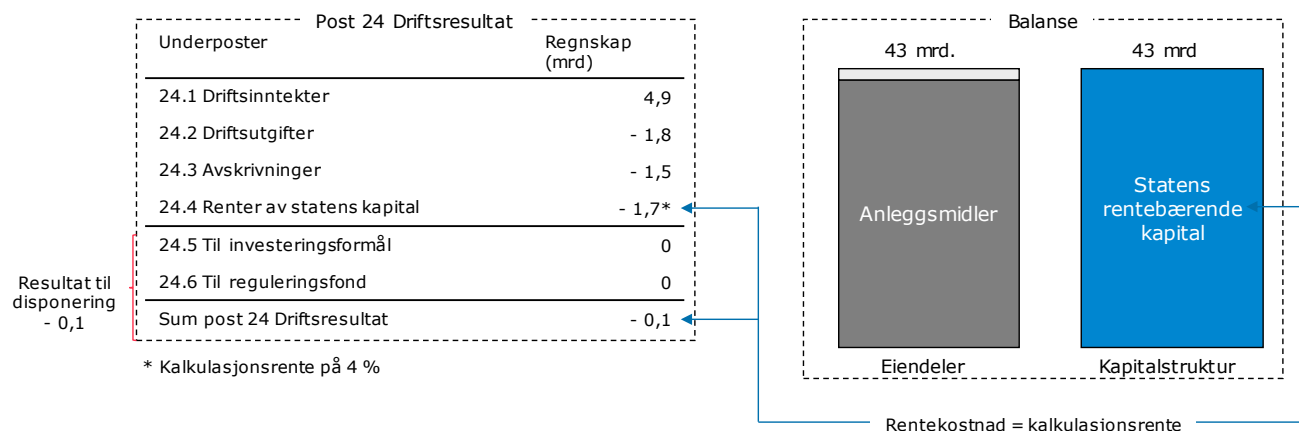 Post 24 Driftsresultat
Underposter Regnskap (mrd)
24.1 Driftsinntekter 4,9
24.2 Driftsutgifter - 1,8
24.3 Avskrivninger - 1,5
24.4 Renter av statens kapital - 1,7*
24.5 Til investeringsformål 0
24.6 Til reguleringsfond 0
Sum post 24 Driftsresultat - 0,1
Resultat til
disponering
- 0,1
* Kalkulasjonsrente på 4 %
Balanse
43 mrd. 43 mrd
Anleggsmidler
Statens
rentebærende
kapital
Eiendeler Kapitalstruktur
Rentekostnad = kalkulasjonsrente